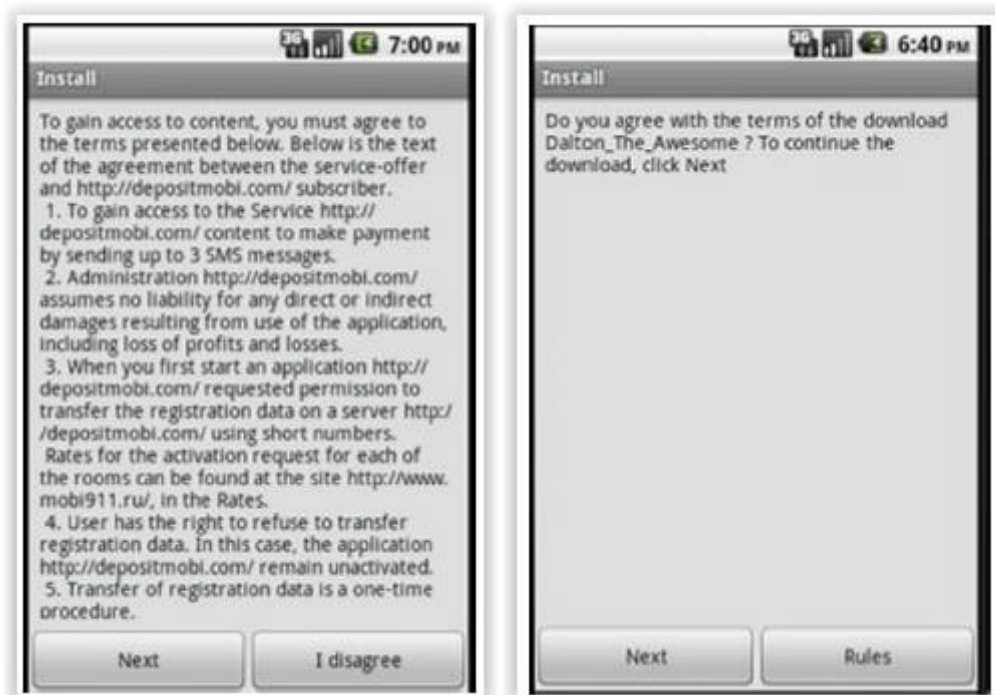 7:00 PM
Install
To gain access to content, you must agree to
the terms presented below. Below is the text
of the agreement between the service-offer
and http://depositmobi.com/ subscriber.
1. To gain access to the Service http://
depositmobi.com/ content to make payment
by sending up to 3 SMS messages.
2. Administration http://depositmobi.com/
assumes no liability for any direct or indirect
damages resulting from use of the application,
including loss of profits and losses.
3. When you first start an application http://
depositmobi.com/ requested permission to
transfer the registration data on a server http:/
/depositmobi.com/ using short numbers.
Rates for the activation request for each of
the rooms can be found at the site http://www.
mobi911.ru/, in the Rates.
4. User has the right to refuse to transfer
registration data. In this case, the application
http://depositmobi.com/ remain unactivated.
5. Transfer of registration data is a one-time
procedure.
Next
I disagree
6:40 PM
Install
Do you agree with the terms of the download
Dalton_The_Awesome ? To continue the
download, click Next
Next
Rules